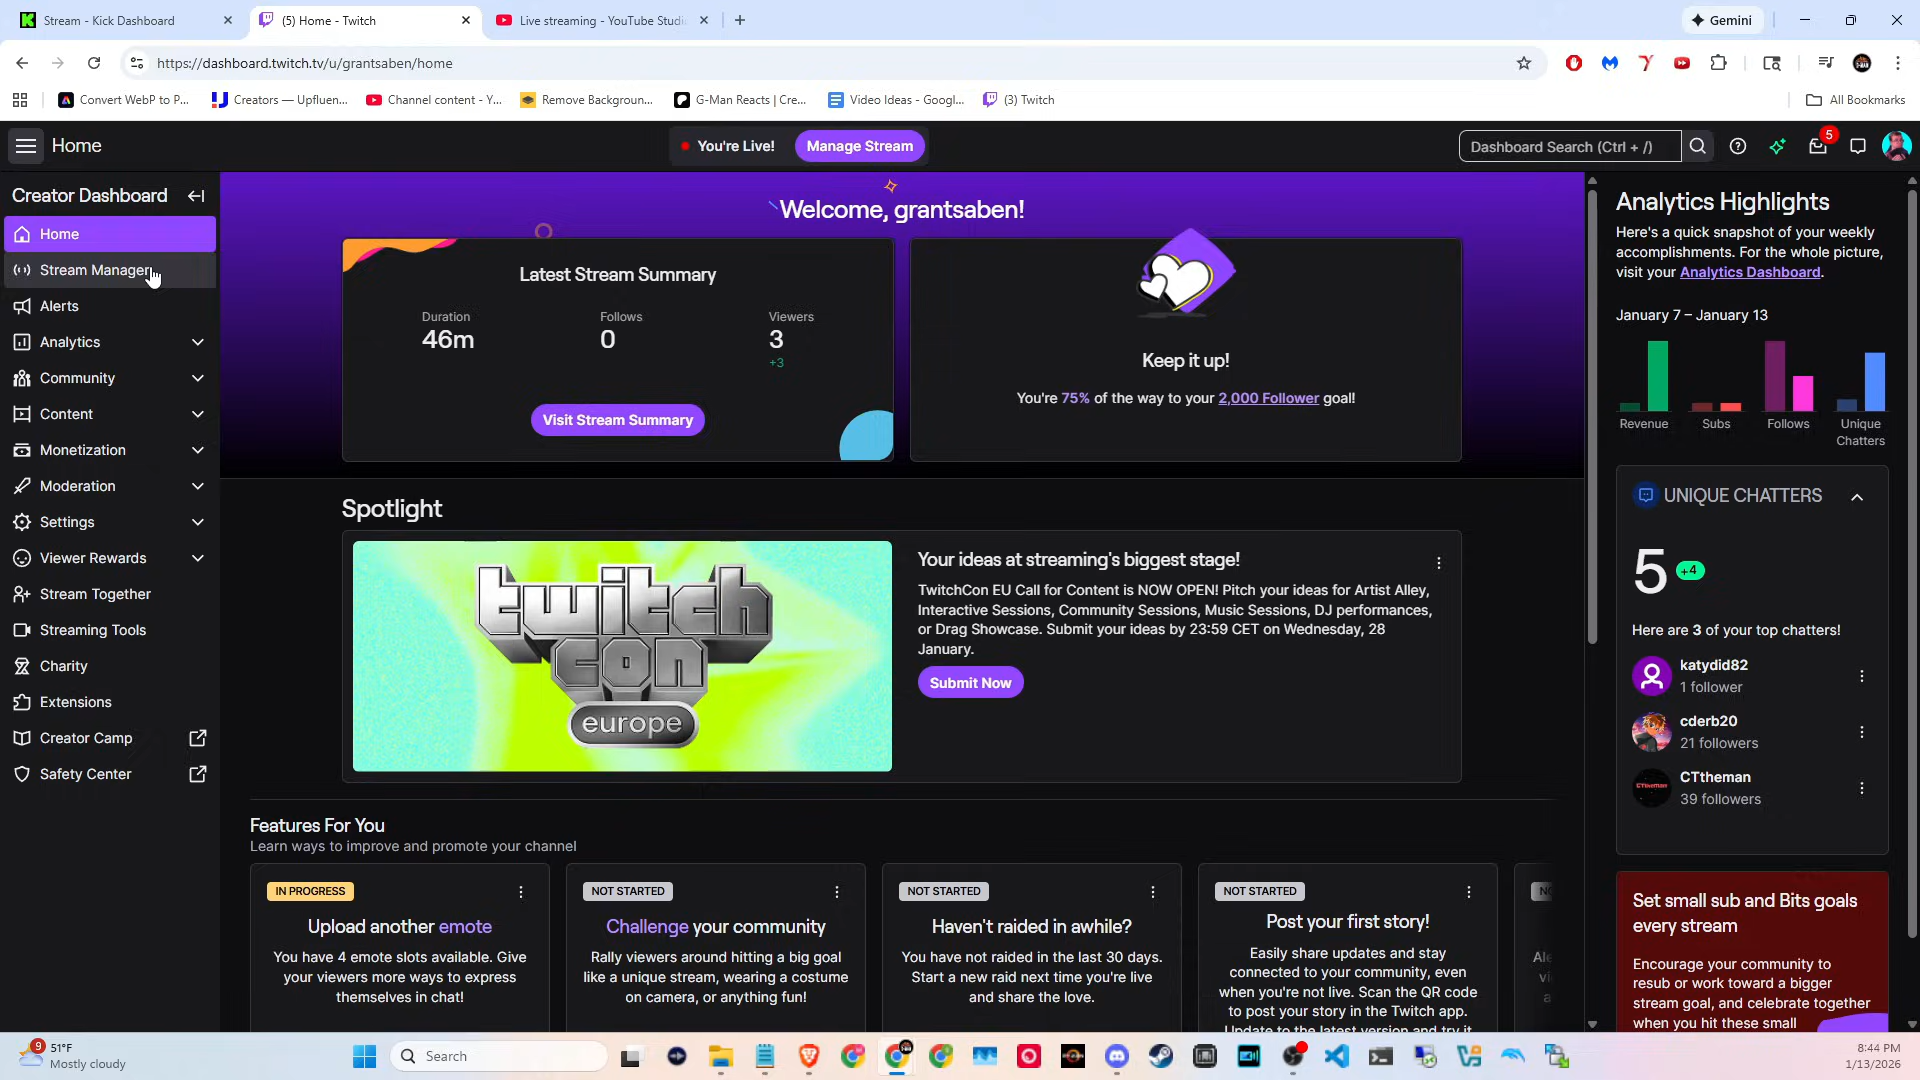 Stream - Kick Dashboard
(5) Home - Twitch
Live streaming - YouTube Studi
Gemini
https://dashboard.twitch.tv/u/grantsaben/home
Convert WebP to P...
Creators — Upfluen...
Channel content - Y...
Remove Backgroun...
G-Man Reacts | Cre...
Video Ideas - Googl...
(3) Twitch
All Bookmarks
Home
You're Live!
Manage Stream
Dashboard Search (Ctrl + /)
5
Creator Dashboard
Home
Stream Manager
Alerts
Analytics
Community
Content
Monetization
Moderation
Settings
Viewer Rewards
Stream Together
Streaming Tools
Charity
Extensions
Creator Camp
Safety Center
Welcome, grantsaben!
Latest Stream Summary
Duration
46m
Follows
0
Viewers
3
+3
Visit Stream Summary
Keep it up!
You're 75% of the way to your 2,000 Follower goal!
Spotlight
twitch
con
europe
Your ideas at streaming's biggest stage!
TwitchCon EU Call for Content is NOW OPEN! Pitch your ideas for Artist Alley,
Interactive Sessions, Community Sessions, Music Sessions, DJ performances,
or Drag Showcase. Submit your ideas by 23:59 CET on Wednesday, 28
January.
Submit Now
Features For You
Learn ways to improve and promote your channel
IN PROGRESS
Upload another emote
You have 4 emote slots available. Give
your viewers more ways to express
themselves in chat!
NOT STARTED
Challenge your community
Rally viewers around hitting a big goal
like a unique stream, wearing a costume
on camera, or anything fun!
NOT STARTED
Haven't raided in awhile?
You have not raided in the last 30 days.
Start a new raid next time you're live
and share the love.
NOT STARTED
Post your first story!
Easily share updates and stay
connected to your community, even
when you're not live. Scan the QR code
to post your story in the Twitch app.
Update to the latest version and try it
Analytics Highlights
Here's a quick snapshot of your weekly
accomplishments. For the whole picture,
visit your Analytics Dashboard.
January 7 – January 13
Revenue
Subs
Follows
Unique
Chatters
UNIQUE CHATTERS
5
+4
Here are 3 of your top chatters!
katydid82
1 follower
cderb20
21 followers
CTtheman
39 followers
Set small sub and Bits goals
every stream
Encourage your community to
resub or work toward a bigger
stream goal, and celebrate together
when you hit these small
9
51°F
Mostly cloudy
Search
8:44 PM
1/13/2026